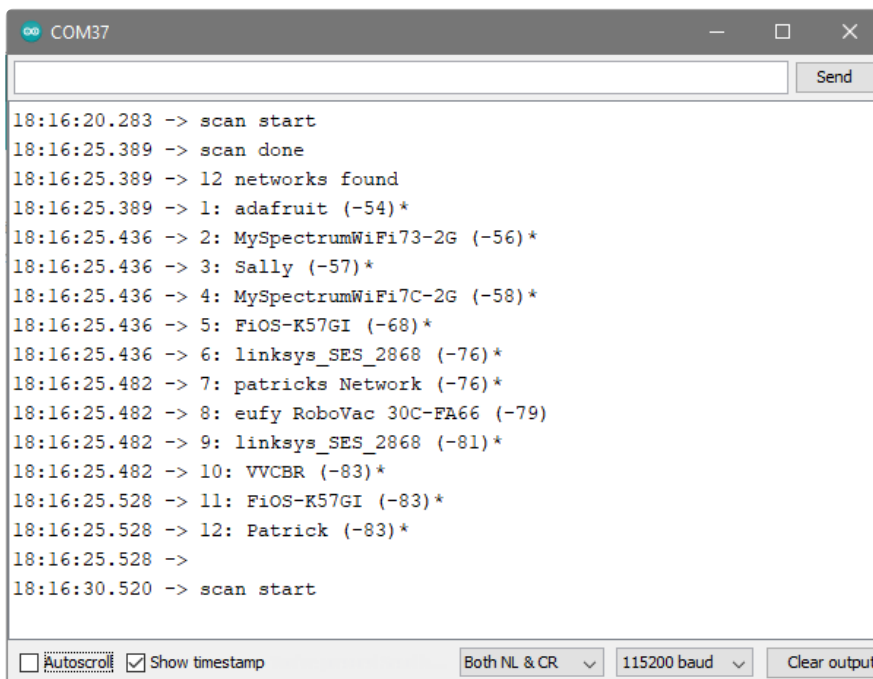 COM37
Send
18:16:20.283 -> scan start
18:16:25.389 -> scan done
18:16:25.389 -> 12 networks found
18:16:25.389 -> 1: adafruit (-54)*
18:16:25.436 -> 2: MySpectrumWiFi73-2G (-56)*
18:16:25.436 -> 3: Sally (-57)*
18:16:25.436 -> 4: MySpectrumWiFi7C-2G (-58)*
18:16:25.436 -> 5: FiOS-K57GI (-68)*
18:16:25.436 -> 6: linksys_SES_2868 (-76)*
18:16:25.482 -> 7: patricks Network (-76)*
18:16:25.482 -> 8: eufy RoboVac 30C-FA66 (-79)
18:16:25.482 -> 9: linksys_SES_2868 (-81)*
18:16:25.482 -> 10: VVCBR (-83)*
18:16:25.528 -> 11: FiOS-K57GI (-83)*
18:16:25.528 -> 12: Patrick (-83)*
18:16:25.528 ->
18:16:30.520 -> scan start
Autoscroll Show timestamp Both NL & CR 115200 baud Clear output